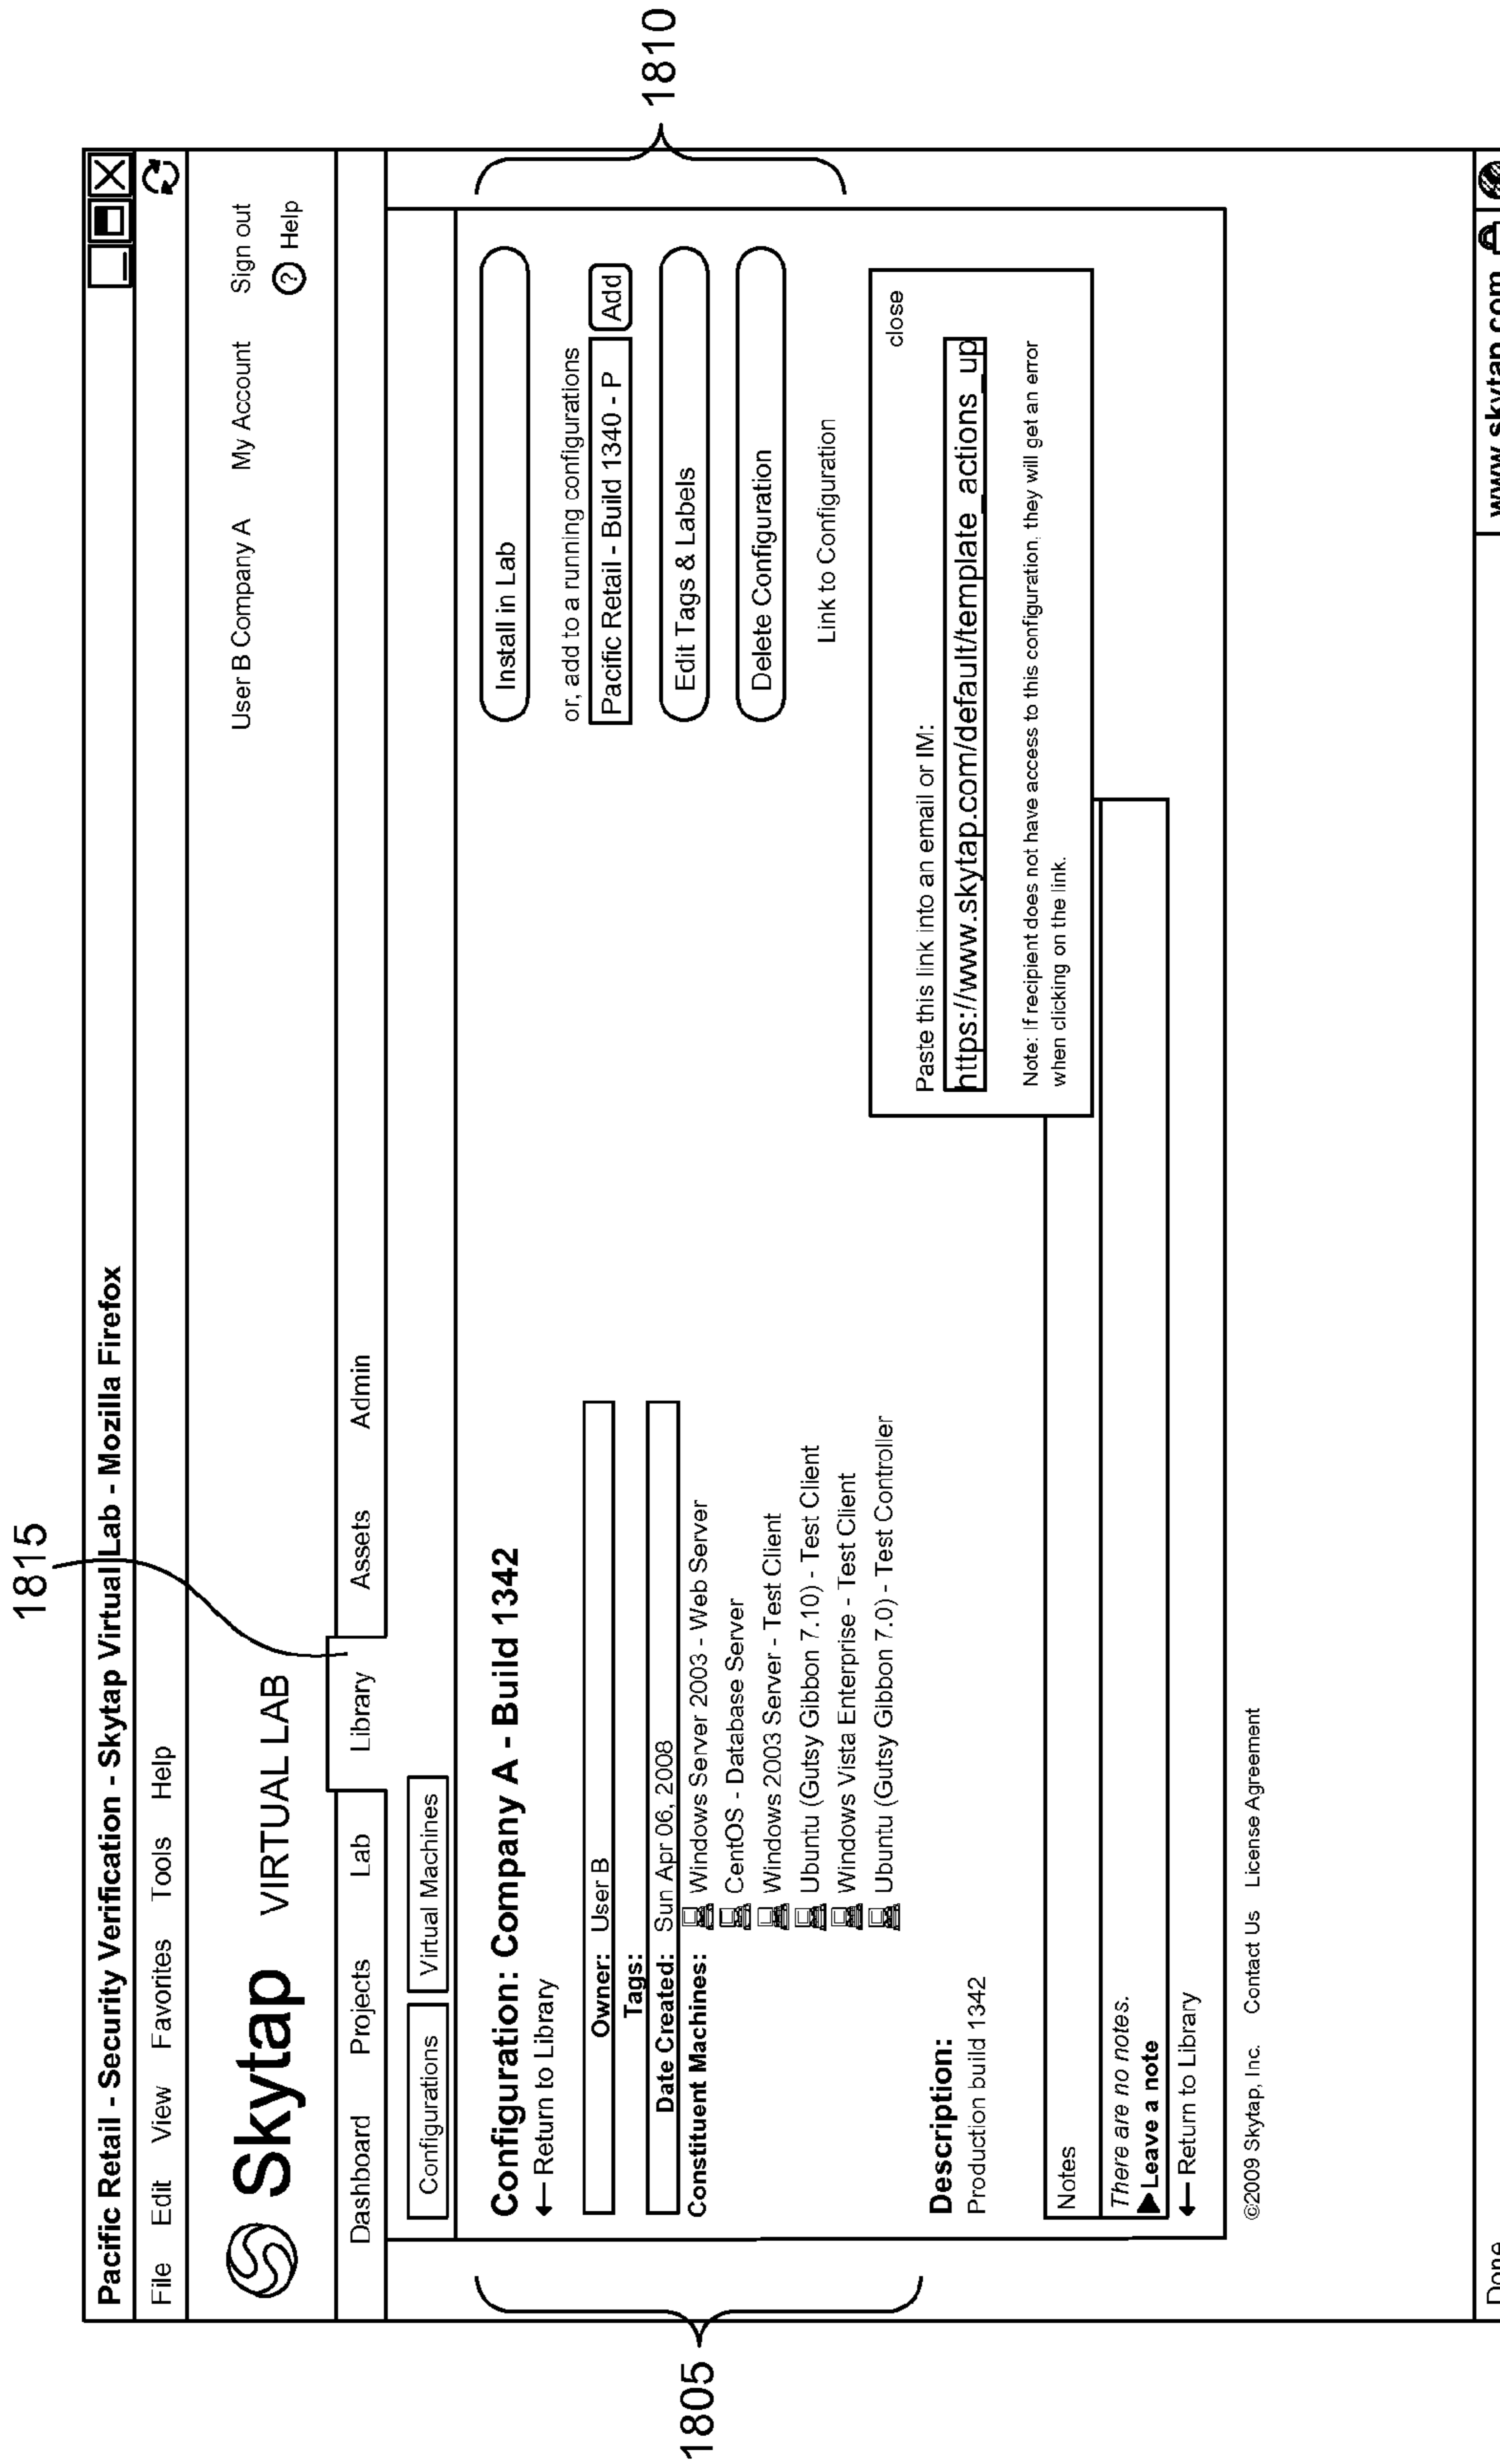 1815
Pacific Retail - Security Verification - Skytap Virtual Lab - Mozilla Firefox
File Edit View Favorites Tools Help
Skytap VIRTUAL LAB
User B Company A My Account Sign out
Help
Dashboard Projects Lab Library Assets Admin
Configurations Virtual Machines
1805
1810
Configuration: Company A - Build 1342
← Return to Library
Owner: User B
Tags:
Date Created: Sun Apr 06, 2008
Constituent Machines: Windows Server 2003 - Web Server
CentOS - Database Server
Windows 2003 Server - Test Client
Ubuntu (Gutsy Gibbon 7.10) - Test Client
Windows Vista Enterprise - Test Client
Ubuntu (Gutsy Gibbon 7.0) - Test Controller
Description:
Production build 1342
Install in Lab
or, add to a running configurations
Pacific Retail - Build 1340 - P Add
Edit Tags & Labels
Delete Configuration
Link to Configuration
close
Paste this link into an email or IM:
https://www.skytap.com/default/template_actions_up
Note: If recipient does not have access to this configuration, they will get an error
when clicking on the link.
Notes
There are no notes.
▶Leave a note
← Return to Library
©2009 Skytap, Inc. Contact Us License Agreement
Done www.skytap.com